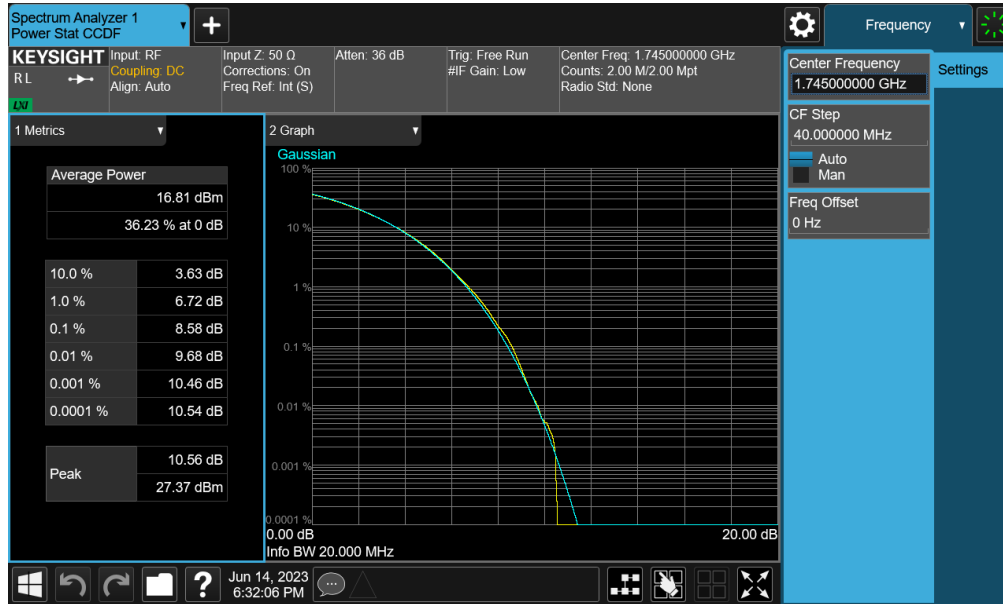 Spectrum Analyzer 1
Power Stat CCDF
+
Frequency
KEYSIGHT
R L
LXI
Input: RF
Coupling: DC
Align: Auto
Input Z: 50 Ω
Corrections: On
Freq Ref: Int (S)
Atten: 36 dB
Trig: Free Run
#IF Gain: Low
Center Freq: 1.745000000 GHz
Counts: 2.00 M/2.00 Mpt
Radio Std: None
Center Frequency
1.745000000 GHz
Settings
CF Step
40.000000 MHz
Auto
Man
Freq Offset
0 Hz
1 Metrics
Average Power
16.81 dBm
36.23 % at 0 dB
10.0 % 3.63 dB
1.0 % 6.72 dB
0.1 % 8.58 dB
0.01 % 9.68 dB
0.001 % 10.46 dB
0.0001 % 10.54 dB
Peak
10.56 dB
27.37 dBm
2 Graph
Gaussian
100 %
10 %
1 %
0.1 %
0.01 %
0.001 %
0.0001 %
0.00 dB 20.00 dB
Info BW 20.000 MHz
?
Jun 14, 2023
6:32:06 PM